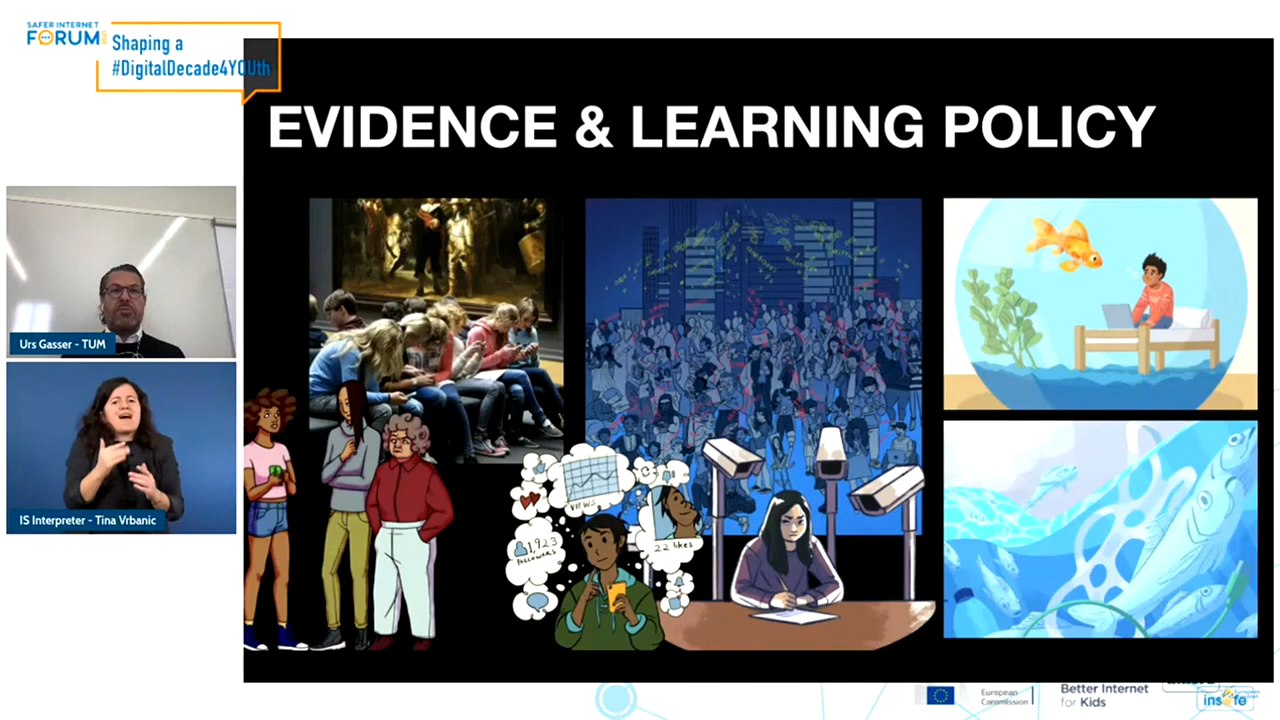 SAFER INTERNET
FORUM
Shaping a
#DigitalDecade4YOUth
EVIDENCE & LEARNING POLICY
Urs Gasser - TUM
IS Interpreter - Tina Vrbanic
VIEWS
1,923
FOLLOWERS
22 likes
European
Commission
Better Internet
for Kids
insafe